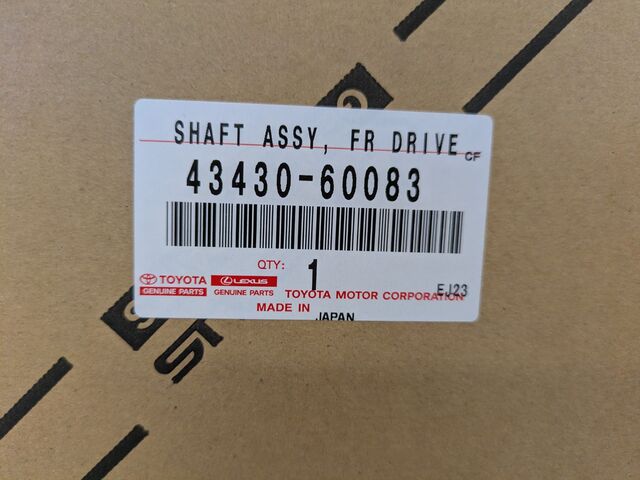 SHAFT ASSY, FR DRIVE CF
43430-60083
QTY: 1
TOYOTA LEXUS
GENUINE PARTS GENUINE PARTS TOYOTA MOTOR CORPORATION EJ23
MADE IN JAPAN
ST